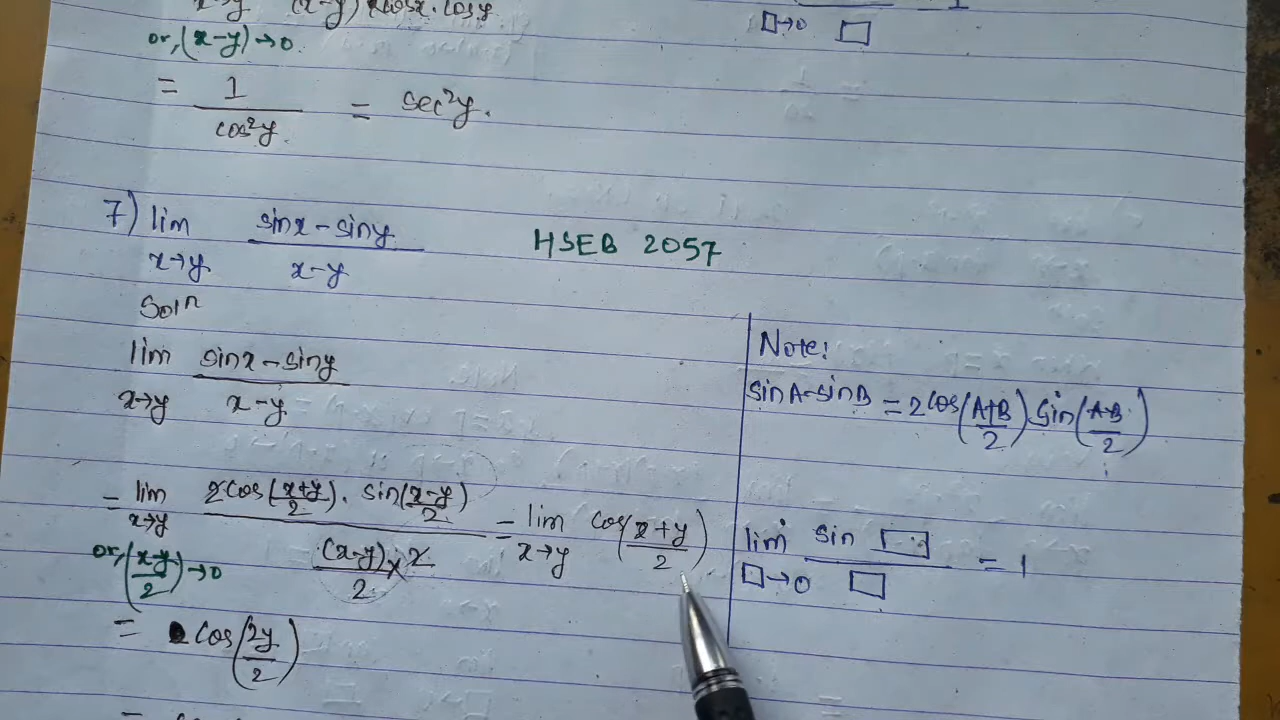 x→y (x-y) cosx. cosy
□→0 □
or, (x-y)→0.
= 1/cos²y. = sec²y.
7) lim x→y (sinx - siny)/(x-y) HSEB 2057
Solⁿ
lim x→y (sinx - siny)/(x-y)
Note:
sinA-sinB = 2cos(A+B/2) sin(A-B/2)
= lim x→y 2cos(x+y/2). sin(x-y/2) / (x-y)/2 × 2 = lim x→y cos(x+y/2)
or, (x-y/2)→0
lim □→0 sin □/□ = 1
= cos(2y/2)